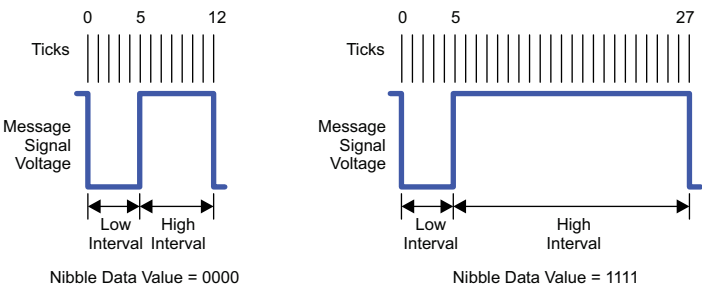 0 5 12
Ticks
Message
Signal
Voltage
Low
Interval
High
Interval
Nibble Data Value = 0000
0 5 27
Ticks
Message
Signal
Voltage
Low
Interval
High
Interval
Nibble Data Value = 1111